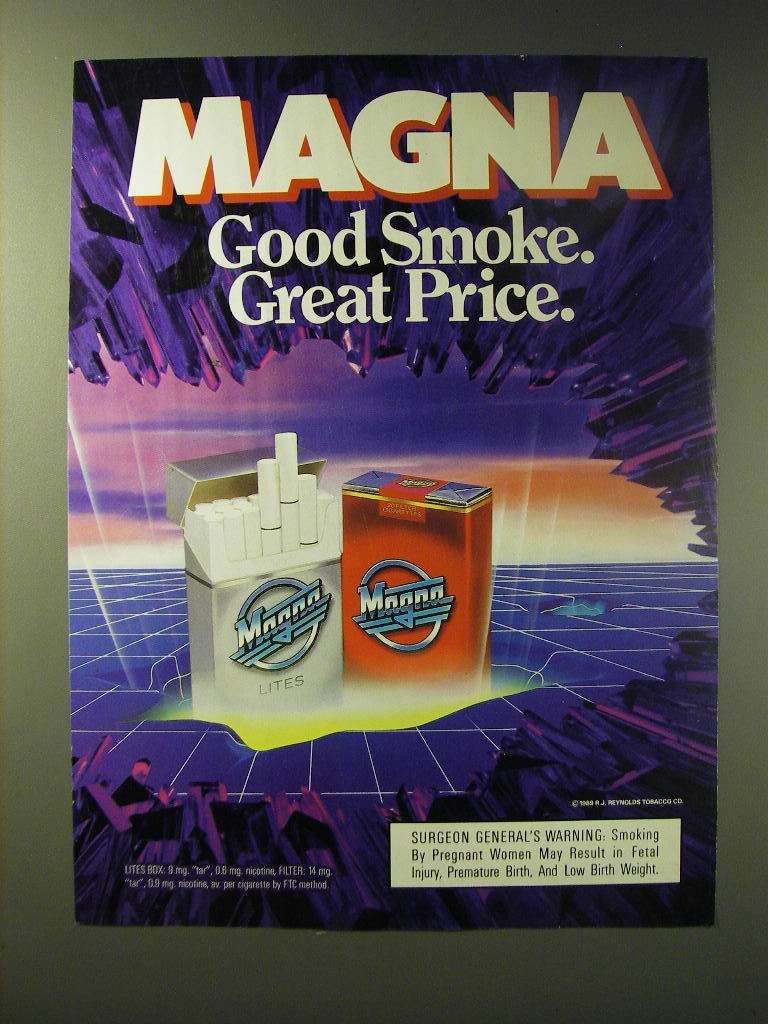 MAGNA
Good Smoke.
Great Price.
Magna
Magna
Magna
LITES
© 1989 R.J. REYNOLDS TOBACCO CO.
SURGEON GENERAL'S WARNING: Smoking
By Pregnant Women May Result in Fetal
Injury, Premature Birth, And Low Birth Weight.
LITES BOX: 9 mg. "tar", 0.6 mg. nicotine, FILTER: 14 mg.
"tar", 0.9 mg. nicotine, av. per cigarette by FTC method.